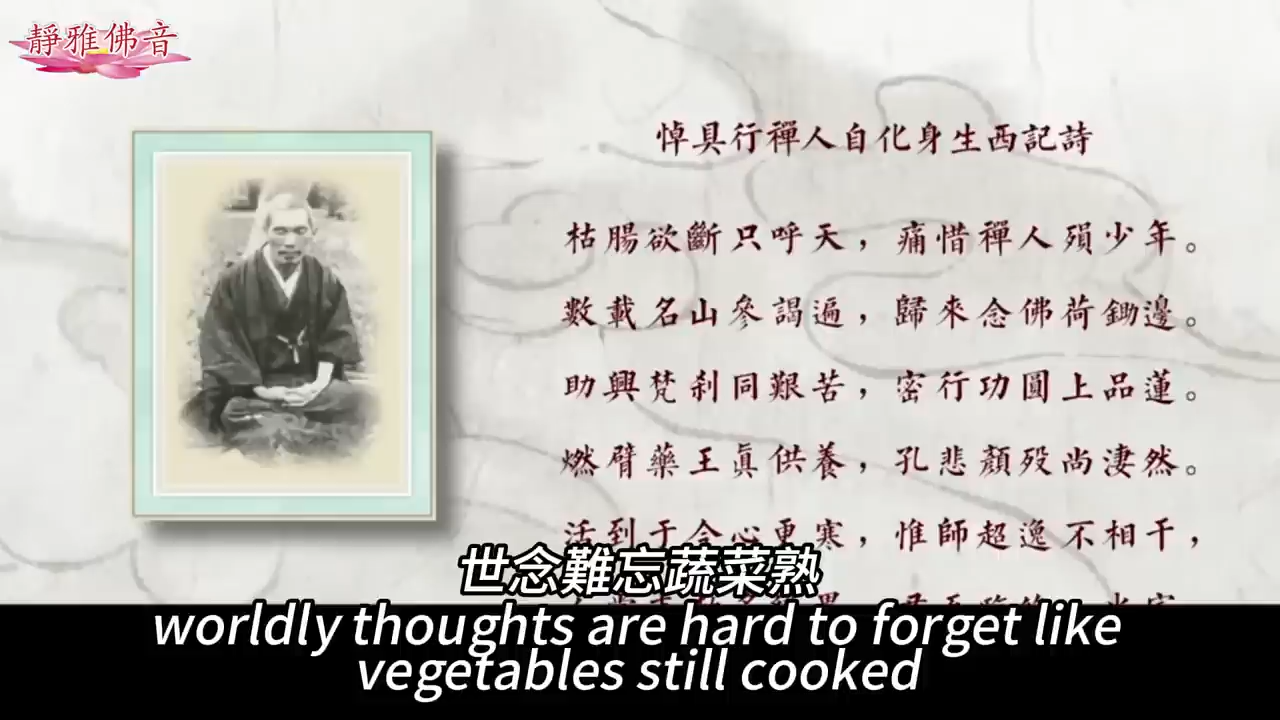 靜雅佛音
悼具行禪人自化身生西記詩
枯腸欲斷只呼天，痛惜禪人殞少年。
數載名山參謁遍，歸來念佛荷鋤邊。
助興梵剎同艱苦，密行功圓上品蓮。
燃臂藥王眞供養，孔悲顏歿尚淒然。
活到于今心更寒，惟師超逸不相干，
世念難忘蔬菜熟
worldly thoughts are hard to forget like
vegetables still cooked